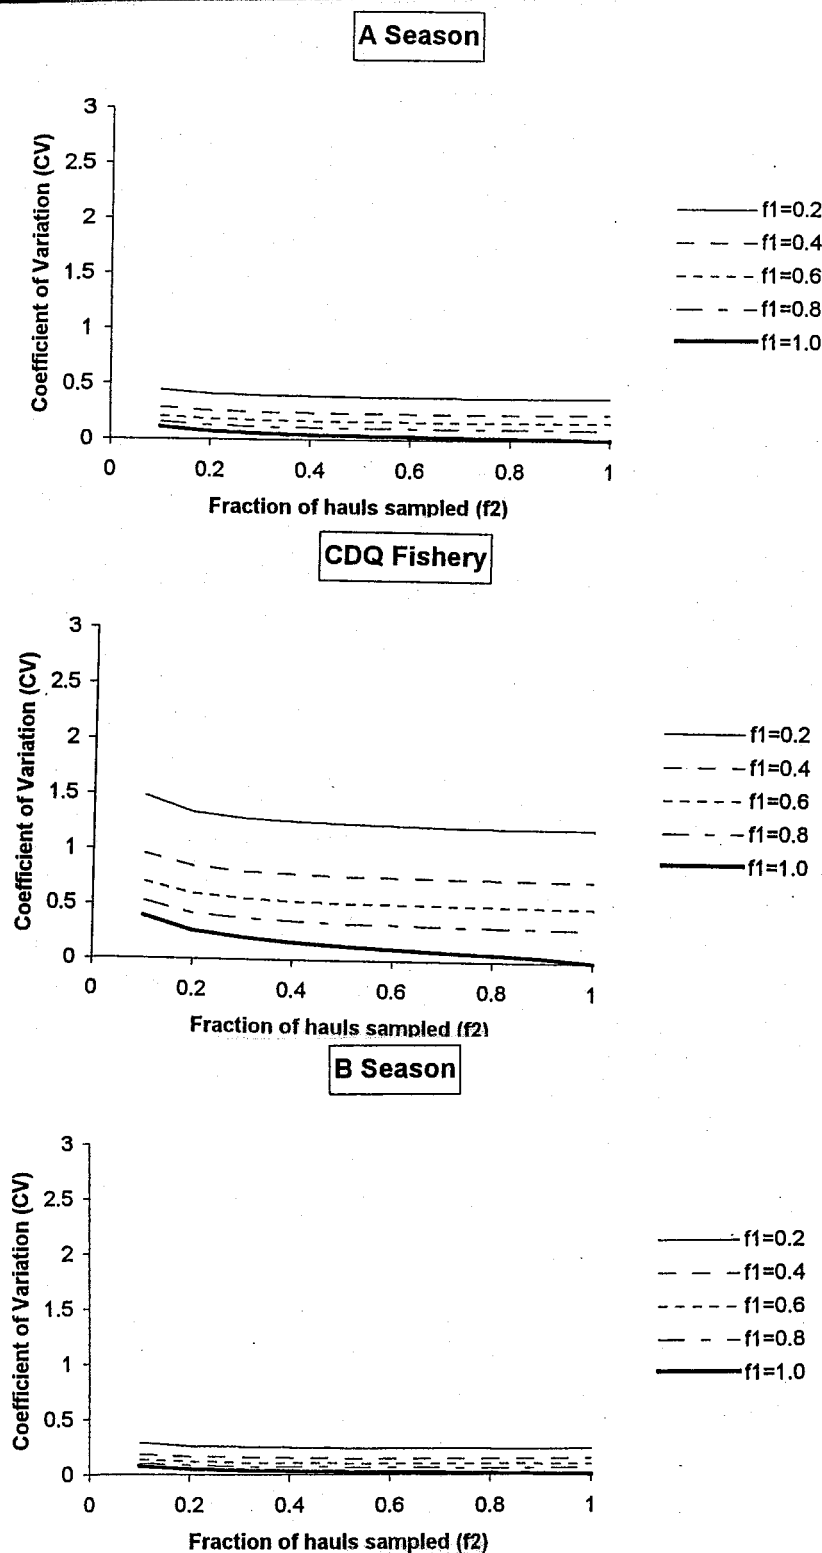 A Season
Coefficient of Variation (CV)
3
2.5
2
1.5
1
0.5
0
0
0.2
0.4
0.6
0.8
1
Fraction of hauls sampled (f2)
f1=0.2
f1=0.4
f1=0.6
f1=0.8
f1=1.0
CDQ Fishery
Coefficient of Variation (CV)
3
2.5
2
1.5
1
0.5
0
0
0.2
0.4
0.6
0.8
1
Fraction of hauls sampled (f2)
f1=0.2
f1=0.4
f1=0.6
f1=0.8
f1=1.0
B Season
Coefficient of Variation (CV)
3
2.5
2
1.5
1
0.5
0
0
0.2
0.4
0.6
0.8
1
Fraction of hauls sampled (f2)
f1=0.2
f1=0.4
f1=0.6
f1=0.8
f1=1.0